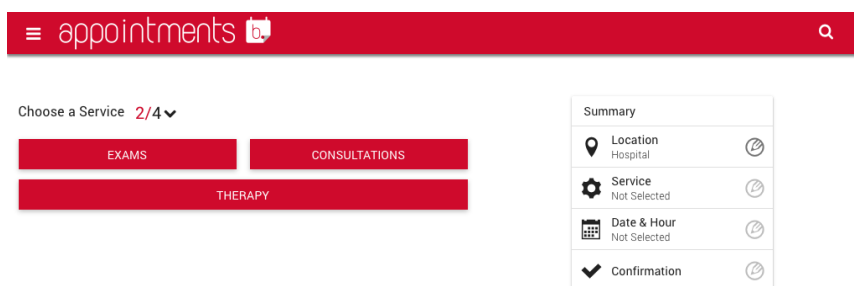 appointments b.
Choose a Service 2/4
EXAMS
CONSULTATIONS
THERAPY
Summary
Location
Hospital
Service
Not Selected
Date & Hour
Not Selected
Confirmation